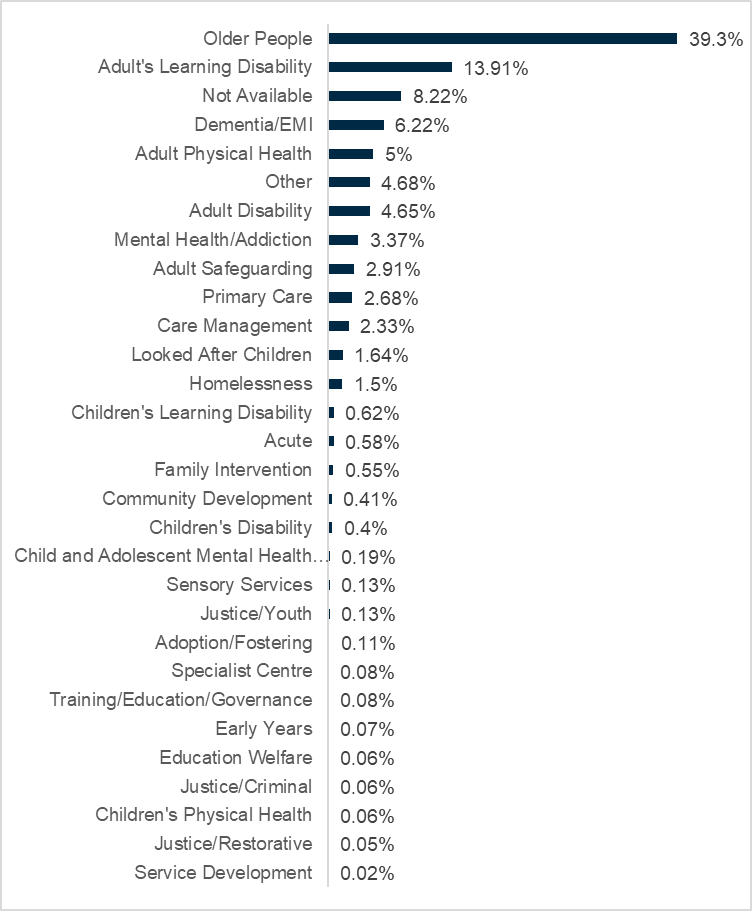 Older People 39.3%
Adult's Learning Disability 13.91%
Not Available 8.22%
Dementia/EMI 6.22%
Adult Physical Health 5%
Other 4.68%
Adult Disability 4.65%
Mental Health/Addiction 3.37%
Adult Safeguarding 2.91%
Primary Care 2.68%
Care Management 2.33%
Looked After Children 1.64%
Homelessness 1.5%
Children's Learning Disability 0.62%
Acute 0.58%
Family Intervention 0.55%
Community Development 0.41%
Children's Disability 0.4%
Child and Adolescent Mental Health... 0.19%
Sensory Services 0.13%
Justice/Youth 0.13%
Adoption/Fostering 0.11%
Specialist Centre 0.08%
Training/Education/Governance 0.08%
Early Years 0.07%
Education Welfare 0.06%
Justice/Criminal 0.06%
Children's Physical Health 0.06%
Justice/Restorative 0.05%
Service Development 0.02%